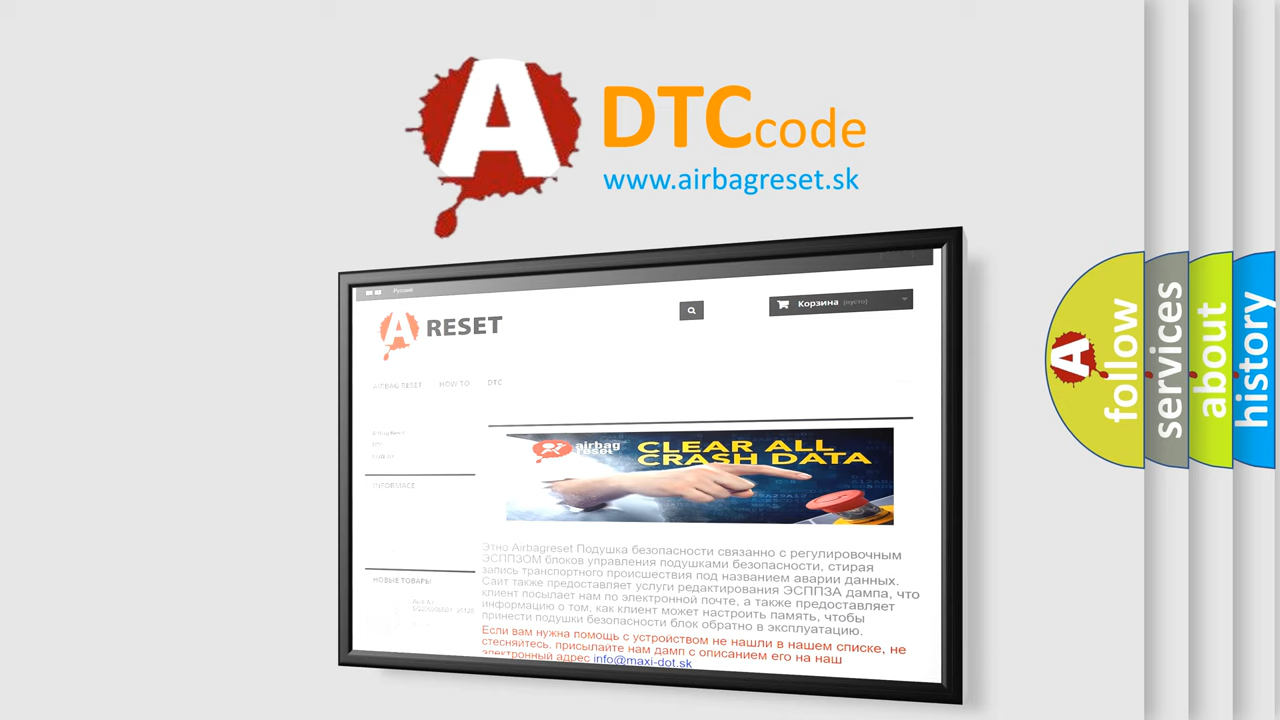 A
DTC code
www.airbagreset.sk
Русский
A RESET
Корзина (пусто)
AIRBAG RESET HOW TO DTC
INFORMACE
НОВЫЕ ТОВАРЫ
airbag
reset
CLEAR ALL
CRASH DATA
Этно Airbagreset Подушка безопасности связанно с регулировочным
ЭСППЗОМ блоков управления подушками безопасности, стирая
запись транспортного происшествия под названием аварии данных.
Сайт также предоставляет услуги редактирования ЭСППЗА дампа, что
клиент посылает нам по электронной почте, а также предоставляет
информацию о том, как клиент может настроить память, чтобы
принести подушки безопасности блок обратно в эксплуатацию.
Если вам нужна помощь с устройством не нашли в нашем списке, не
стесняйтесь, присылайте нам дамп с описанием его на наш
электронный адрес info@maxi-dot.sk
A
follow
services
about
history